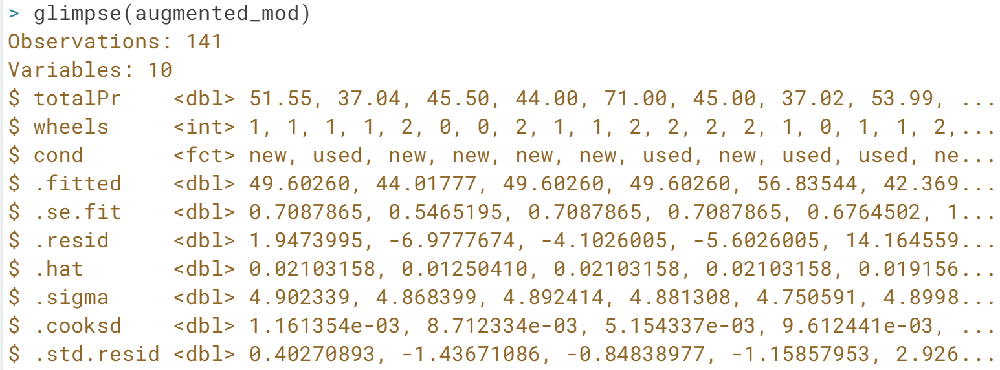 > glimpse(augmented_mod)
Observations: 141
Variables: 10
$ totalPr    <dbl> 51.55, 37.04, 45.50, 44.00, 71.00, 45.00, 37.02, 53.99, ...
$ wheels     <int> 1, 1, 1, 1, 2, 0, 0, 2, 1, 1, 2, 2, 2, 2, 1, 0, 1, 1, 2,...
$ cond       <fct> new, used, new, new, new, new, used, new, used, used, ne...
$ .fitted    <dbl> 49.60260, 44.01777, 49.60260, 49.60260, 56.83544, 42.369...
$ .se.fit    <dbl> 0.7087865, 0.5465195, 0.7087865, 0.7087865, 0.6764502, 1...
$ .resid     <dbl> 1.9473995, -6.9777674, -4.1026005, -5.6026005, 14.164559...
$ .hat       <dbl> 0.02103158, 0.01250410, 0.02103158, 0.02103158, 0.019156...
$ .sigma     <dbl> 4.902339, 4.868399, 4.892414, 4.881308, 4.750591, 4.8998...
$ .cooksd    <dbl> 1.161354e-03, 8.712334e-03, 5.154337e-03, 9.612441e-03, ...
$ .std.resid <dbl> 0.40270893, -1.43671086, -0.84838977, -1.15857953, 2.926...